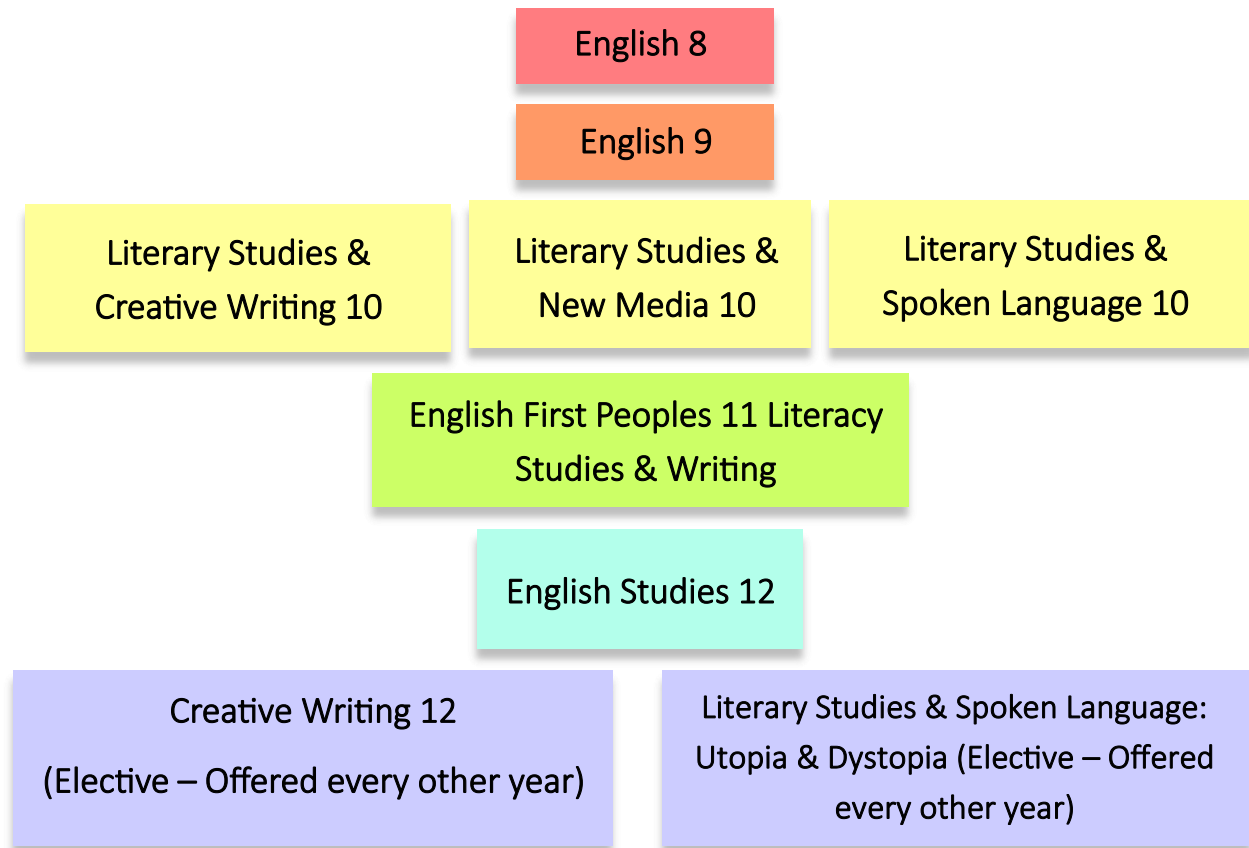 English 8
English 9
Literary Studies &
Creative Writing 10
Literary Studies &
New Media 10
Literary Studies &
Spoken Language 10
English First Peoples 11 Literacy
Studies & Writing
English Studies 12
Creative Writing 12
(Elective – Offered every other year)
Literary Studies & Spoken Language:
Utopia & Dystopia (Elective – Offered
every other year)